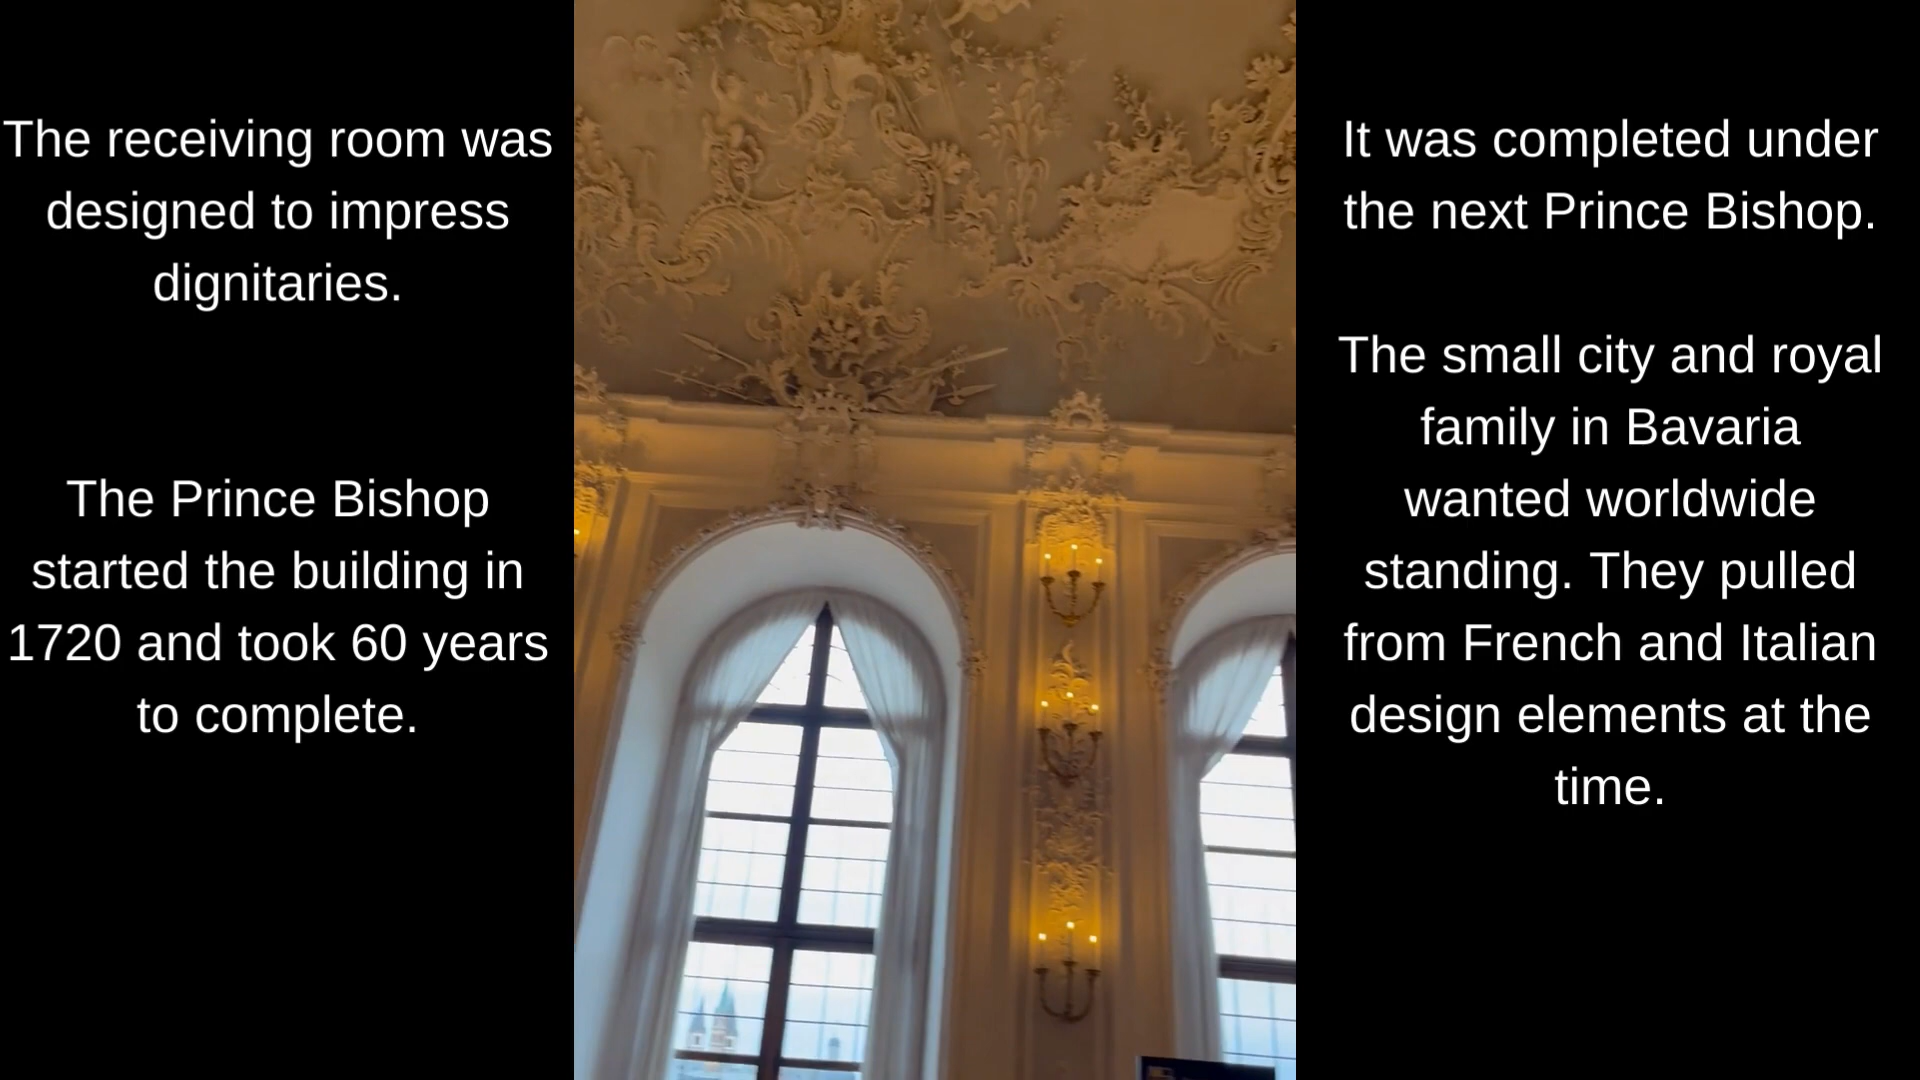 The receiving room was
designed to impress
dignitaries.
The Prince Bishop
started the building in
1720 and took 60 years
to complete.
It was completed under
the next Prince Bishop.
The small city and royal
family in Bavaria
wanted worldwide
standing. They pulled
from French and Italian
design elements at the
time.